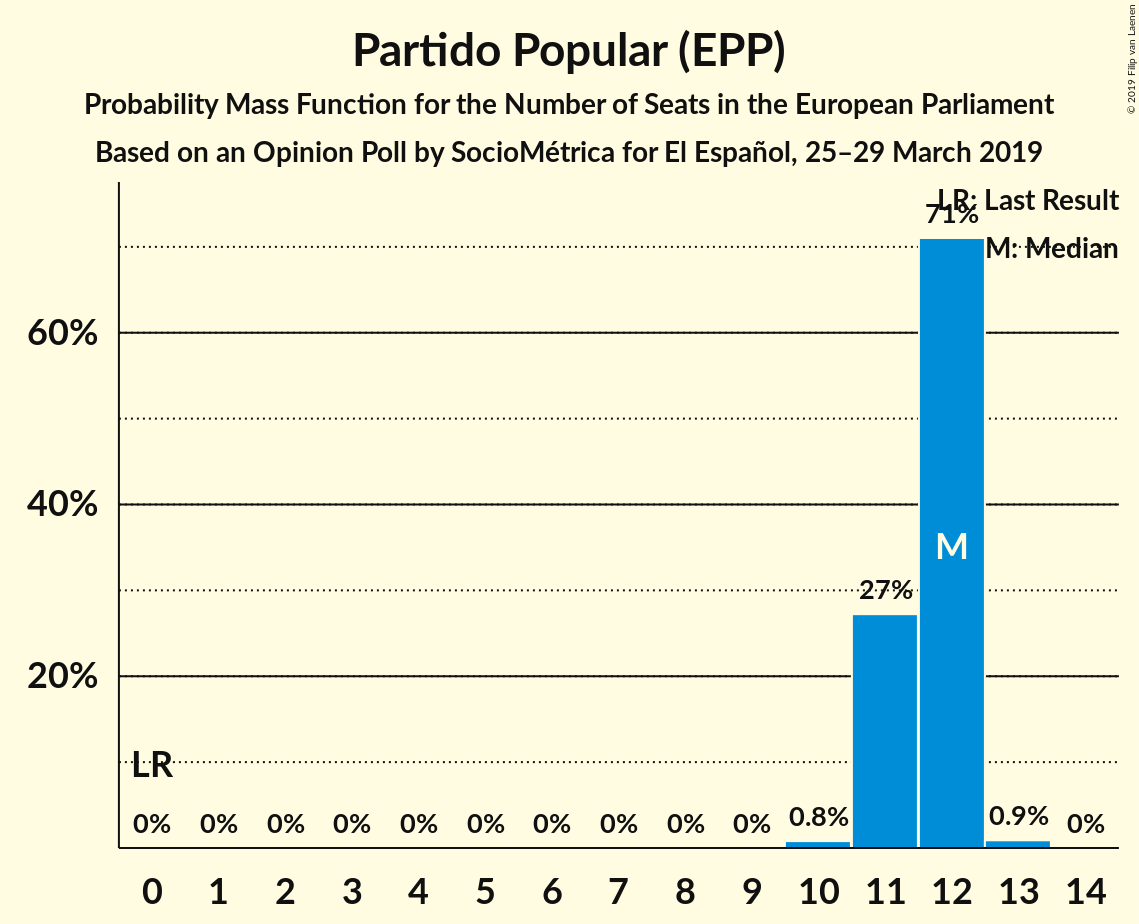 Partido Popular (EPP)
Probability Mass Function for the Number of Seats in the European Parliament
Based on an Opinion Poll by SocioMétrica for El Español, 25–29 March 2019
© 2019 Filip van Laenen
LR: Last Result
M: Median
71%
60%
40%
M
27%
20%
LR
0% 0% 0% 0% 0% 0% 0% 0% 0% 0% 0.8% 0.9% 0%
0 1 2 3 4 5 6 7 8 9 10 11 12 13 14